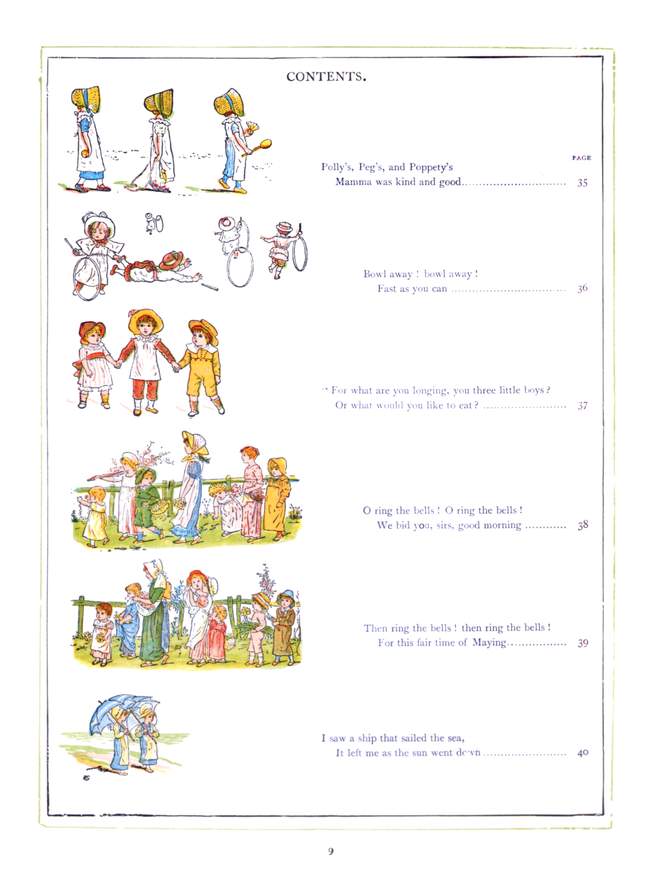 CONTENTS.
PAGE
Polly's, Peg's, and Poppety's
Mamma was kind and good............................ 35
Bowl away! bowl away!
Fast as you can ............................... 36
"For what are you longing, you three little boys?
Or what would you like to eat? ....................... 37
O ring the bells! O ring the bells!
We bid you, sirs, good morning ........... 38
Then ring the bells! then ring the bells!
For this fair time of Maying................. 39
I saw a ship that sailed the sea,
It left me as the sun went down ....................... 40
9